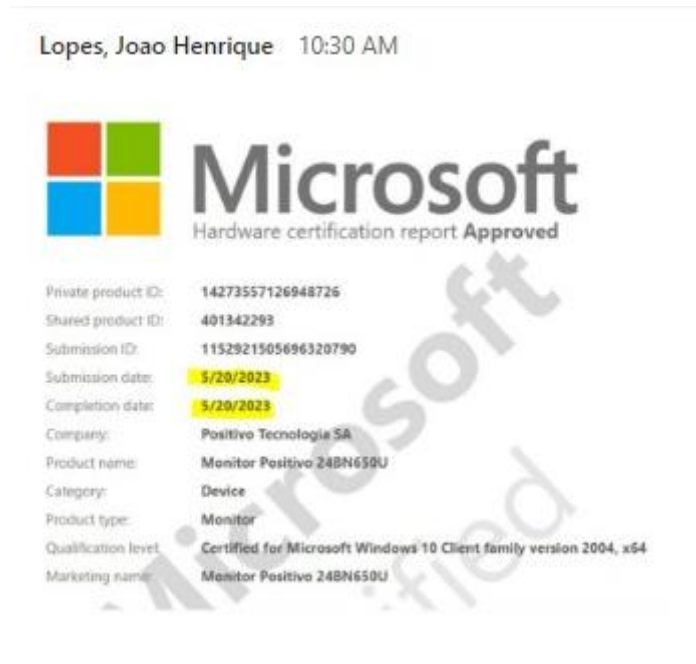 Lopes, Joao Henrique 10:30 AM
Microsoft
Hardware certification report Approved
Private product ID: 14273557126948726
Shared product ID: 401342293
Submission ID: 1152921505696320790
Submission date: 5/20/2023
Completion date: 5/20/2023
Company: Positivo Tecnologia SA
Product name: Monitor Positivo 24BN650U
Category: Device
Product type: Monitor
Qualification level: Certified for Microsoft Windows 10 Client family version 2004, x64
Marketing name: Monitor Positivo 24BN650U
Microsoft